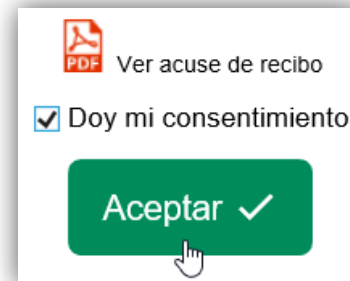 PDF
Ver acuse de recibo
Doy mi consentimiento
Aceptar